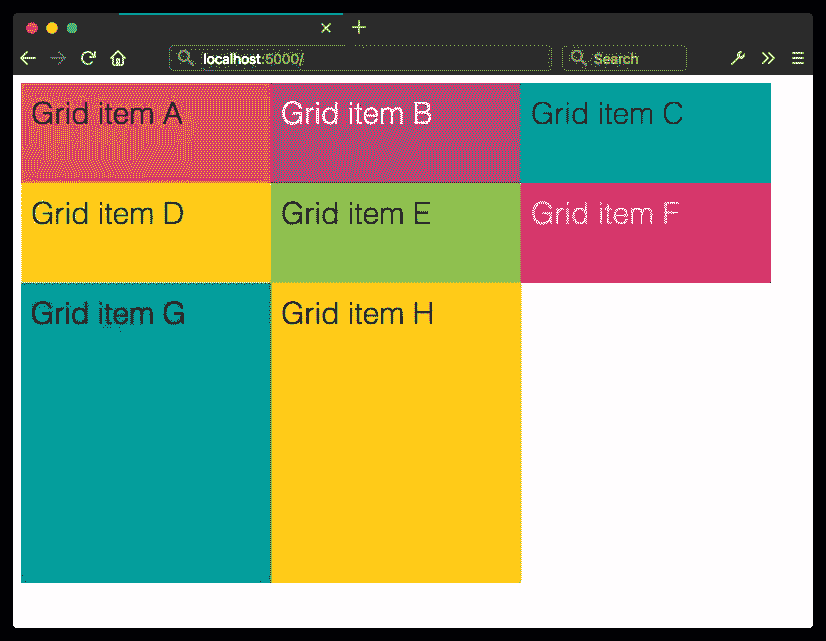 localhost:5000/
Search
Grid item A
Grid item B
Grid item C
Grid item D
Grid item E
Grid item F
Grid item G
Grid item H